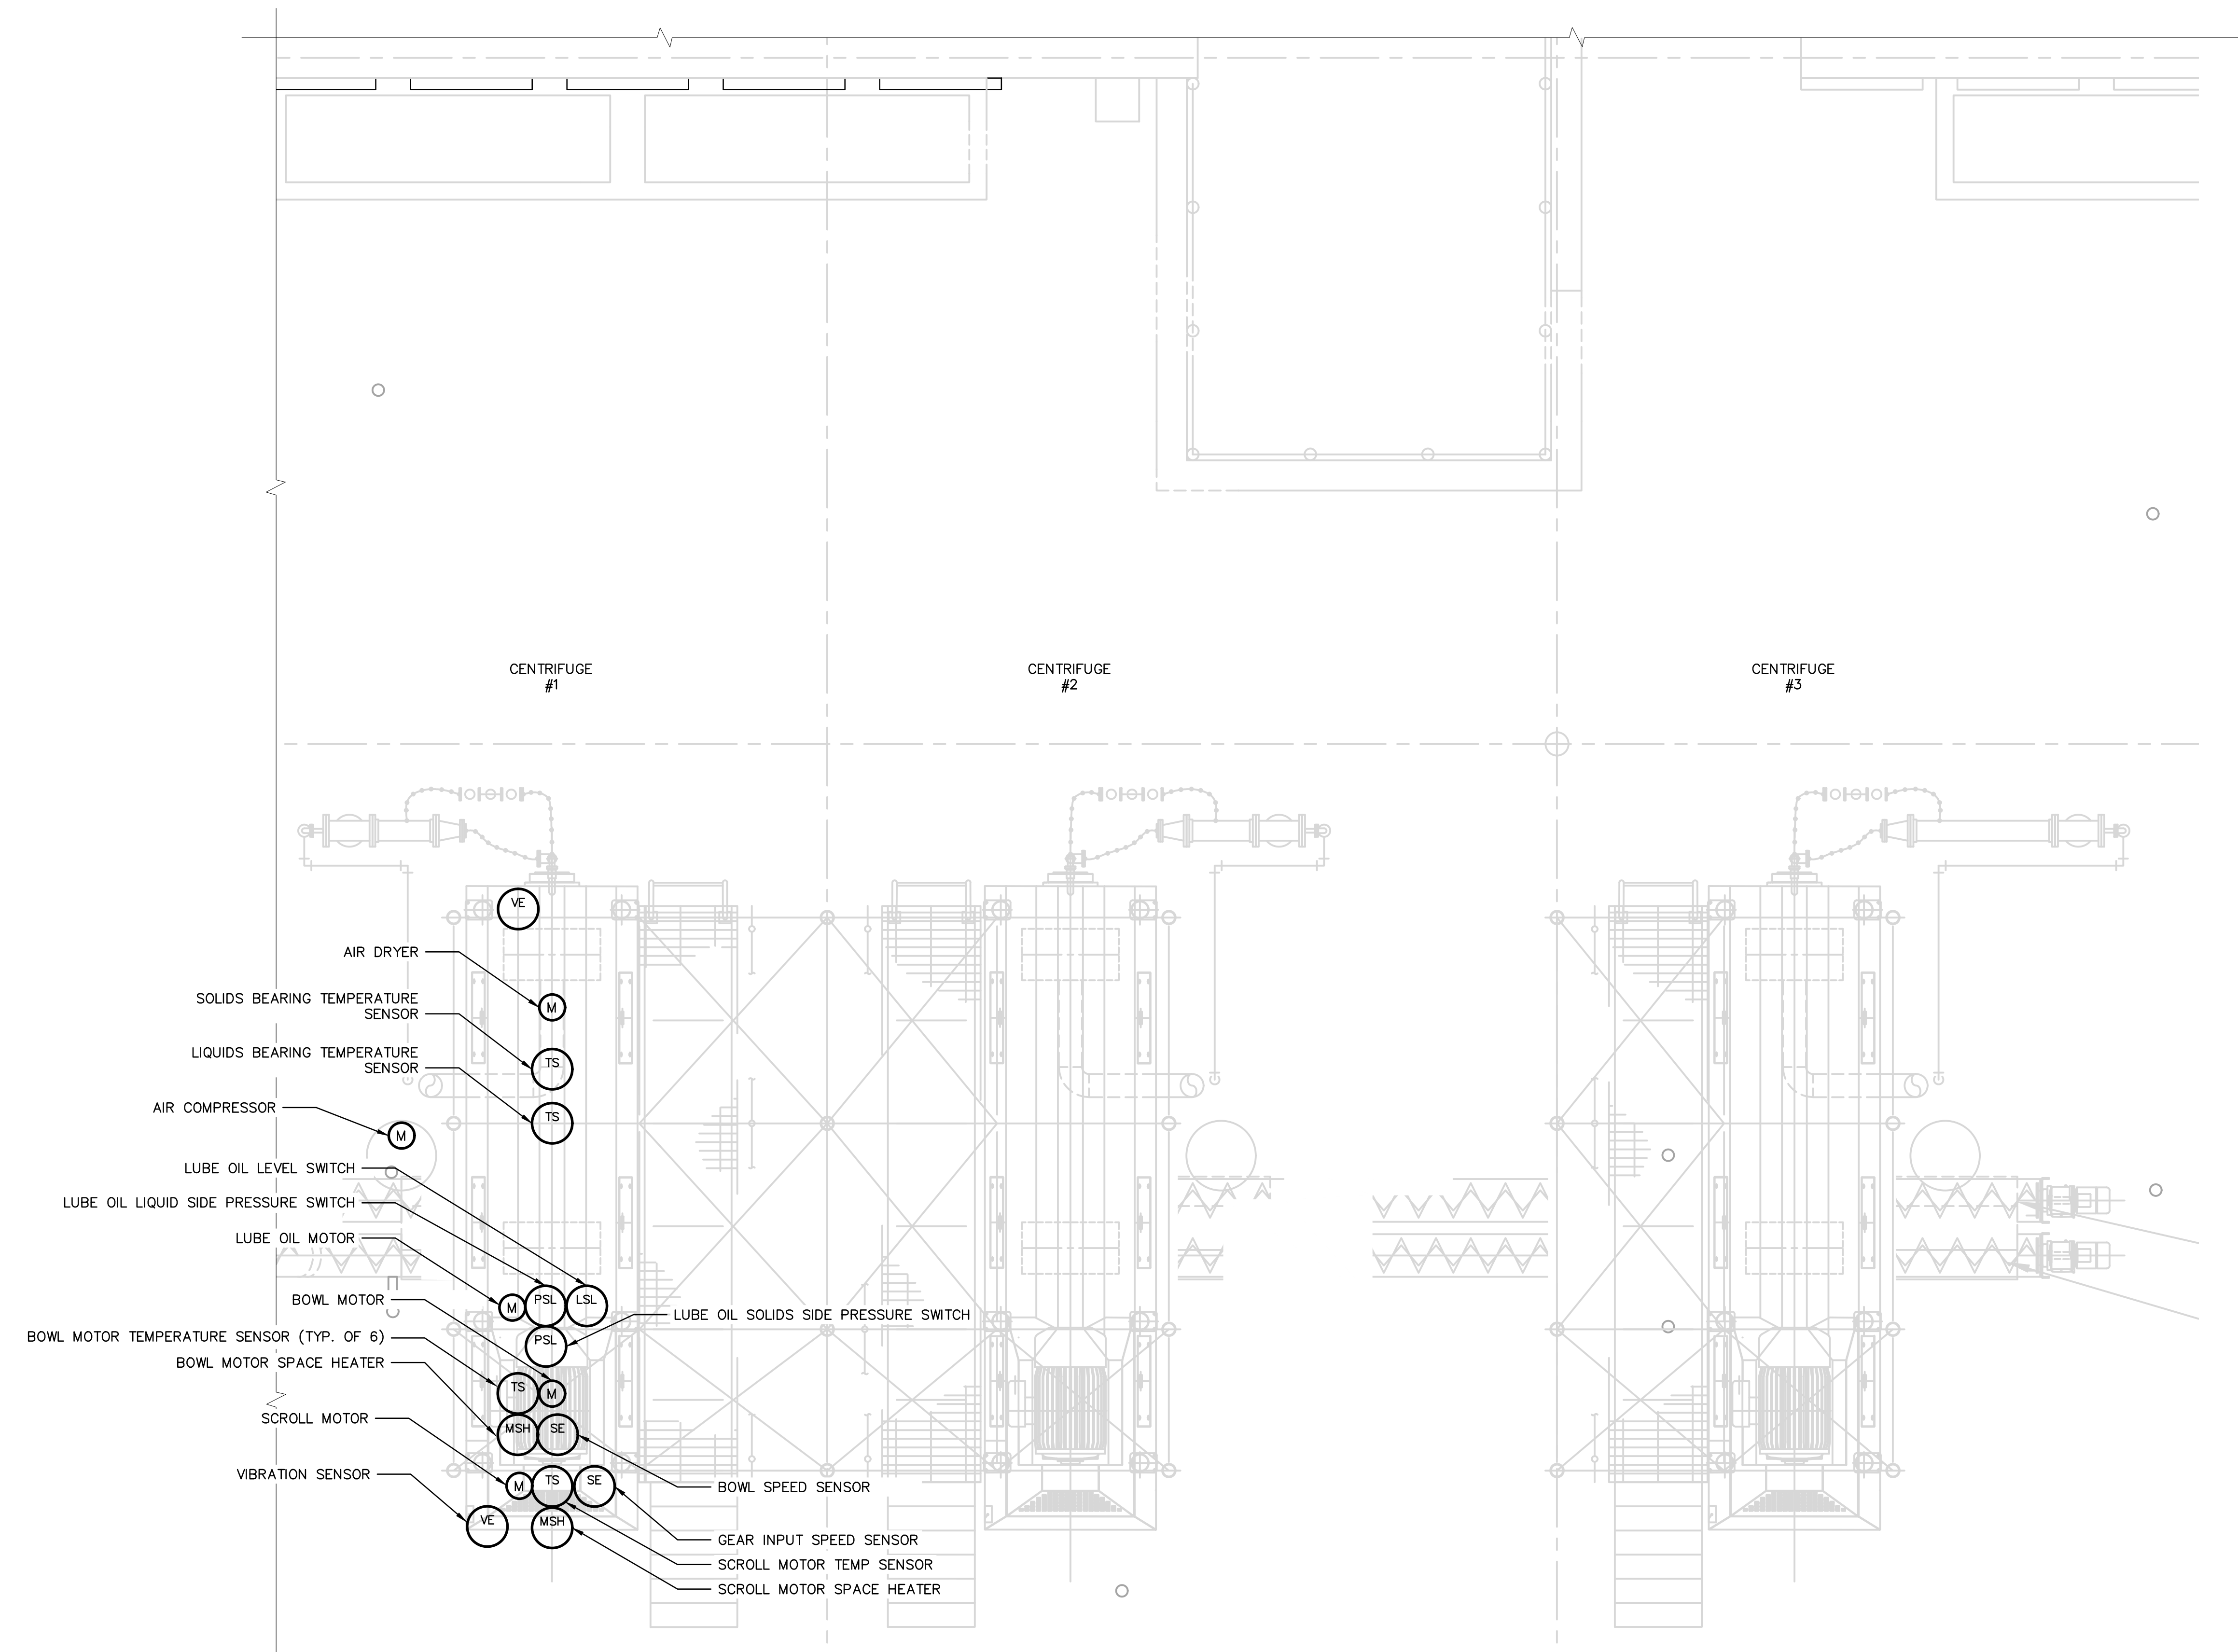 CENTRIFUGE
#1
CENTRIFUGE
#2
CENTRIFUGE
#3
VE
AIR DRYER
M
SOLIDS BEARING TEMPERATURE
SENSOR
TS
LIQUIDS BEARING TEMPERATURE
SENSOR
TS
AIR COMPRESSOR
M
LUBE OIL LEVEL SWITCH
LUBE OIL LIQUID SIDE PRESSURE SWITCH
LUBE OIL MOTOR
M
PSL
LSL
BOWL MOTOR
LUBE OIL SOLIDS SIDE PRESSURE SWITCH
PSL
BOWL MOTOR TEMPERATURE SENSOR (TYP. OF 6)
BOWL MOTOR SPACE HEATER
TS
M
SCROLL MOTOR
MSH
SE
VIBRATION SENSOR
M
TS
SE
BOWL SPEED SENSOR
VE
MSH
GEAR INPUT SPEED SENSOR
SCROLL MOTOR TEMP SENSOR
SCROLL MOTOR SPACE HEATER